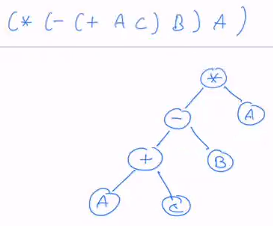 (* (- (+ A C) B) A)
*
- A
+ B
A C